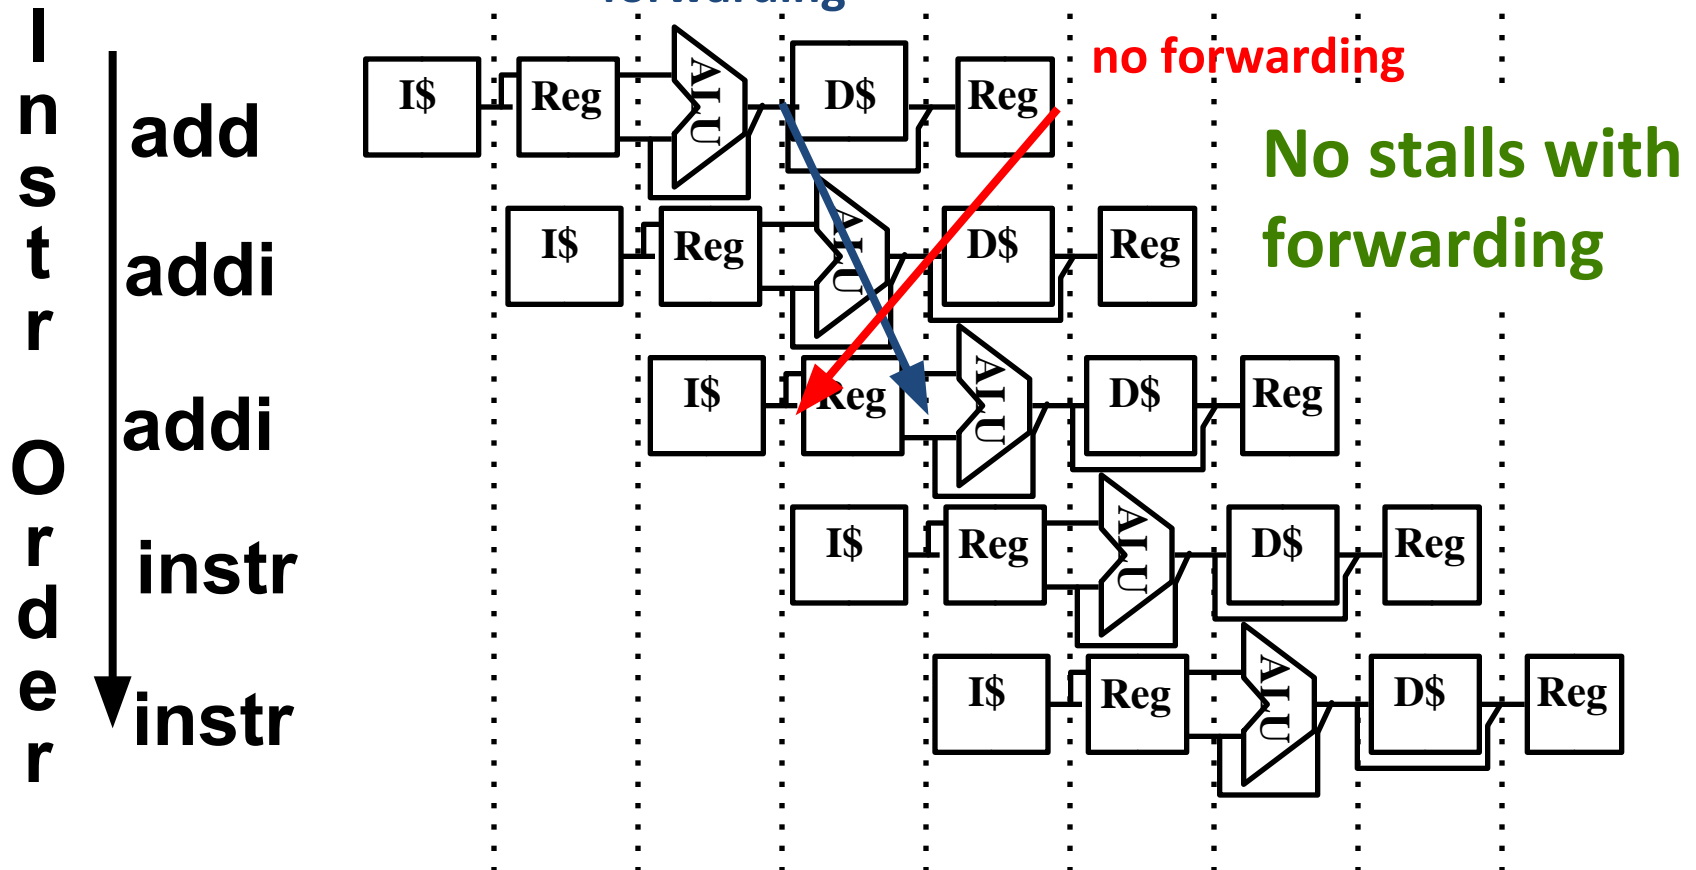 forwarding
no forwarding
No stalls with
forwarding
Instr Order
add
I$ Reg ALU D$ Reg
addi
I$ Reg ALU D$ Reg
addi
I$ Reg ALU D$ Reg
instr
I$ Reg ALU D$ Reg
instr
I$ Reg ALU D$ Reg